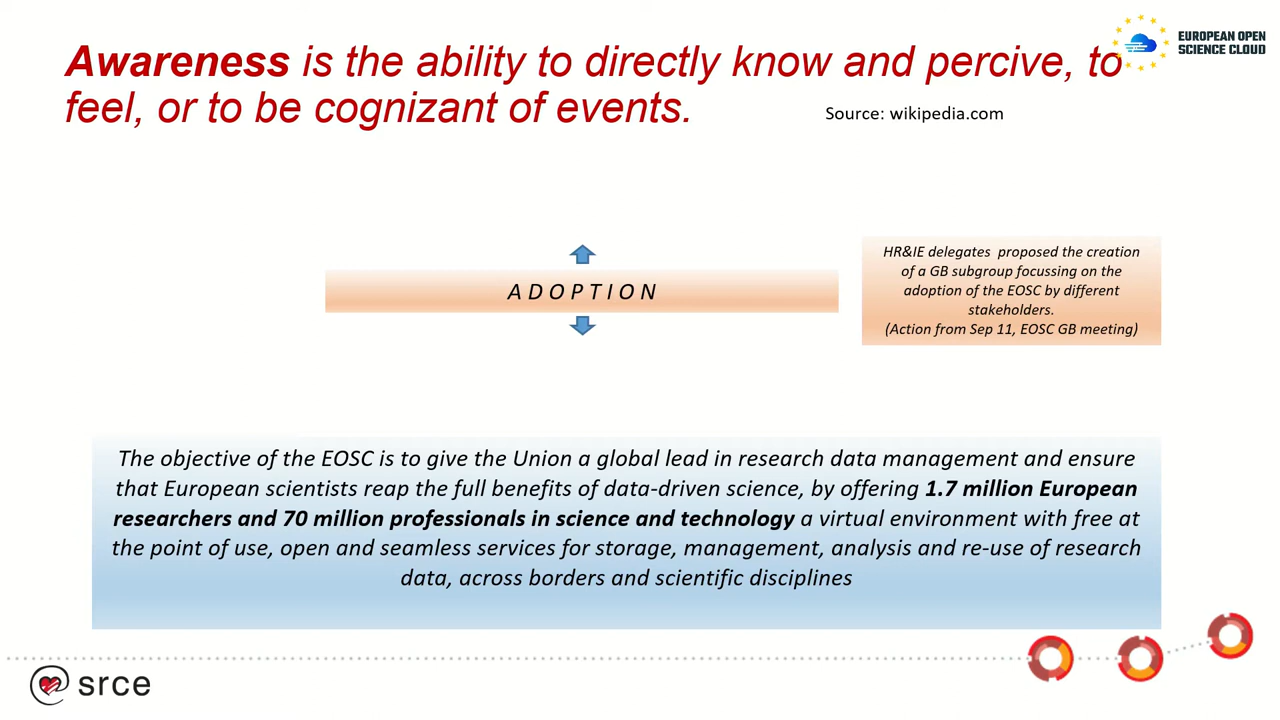 EUROPEAN OPEN
SCIENCE CLOUD
Awareness is the ability to directly know and percive, to
feel, or to be cognizant of events.
Source: wikipedia.com
ADOPTION
HR&IE delegates proposed the creation
of a GB subgroup focussing on the
adoption of the EOSC by different
stakeholders.
(Action from Sep 11, EOSC GB meeting)
The objective of the EOSC is to give the Union a global lead in research data management and ensure
that European scientists reap the full benefits of data-driven science, by offering 1.7 million European
researchers and 70 million professionals in science and technology a virtual environment with free at
the point of use, open and seamless services for storage, management, analysis and re-use of research
data, across borders and scientific disciplines
srce